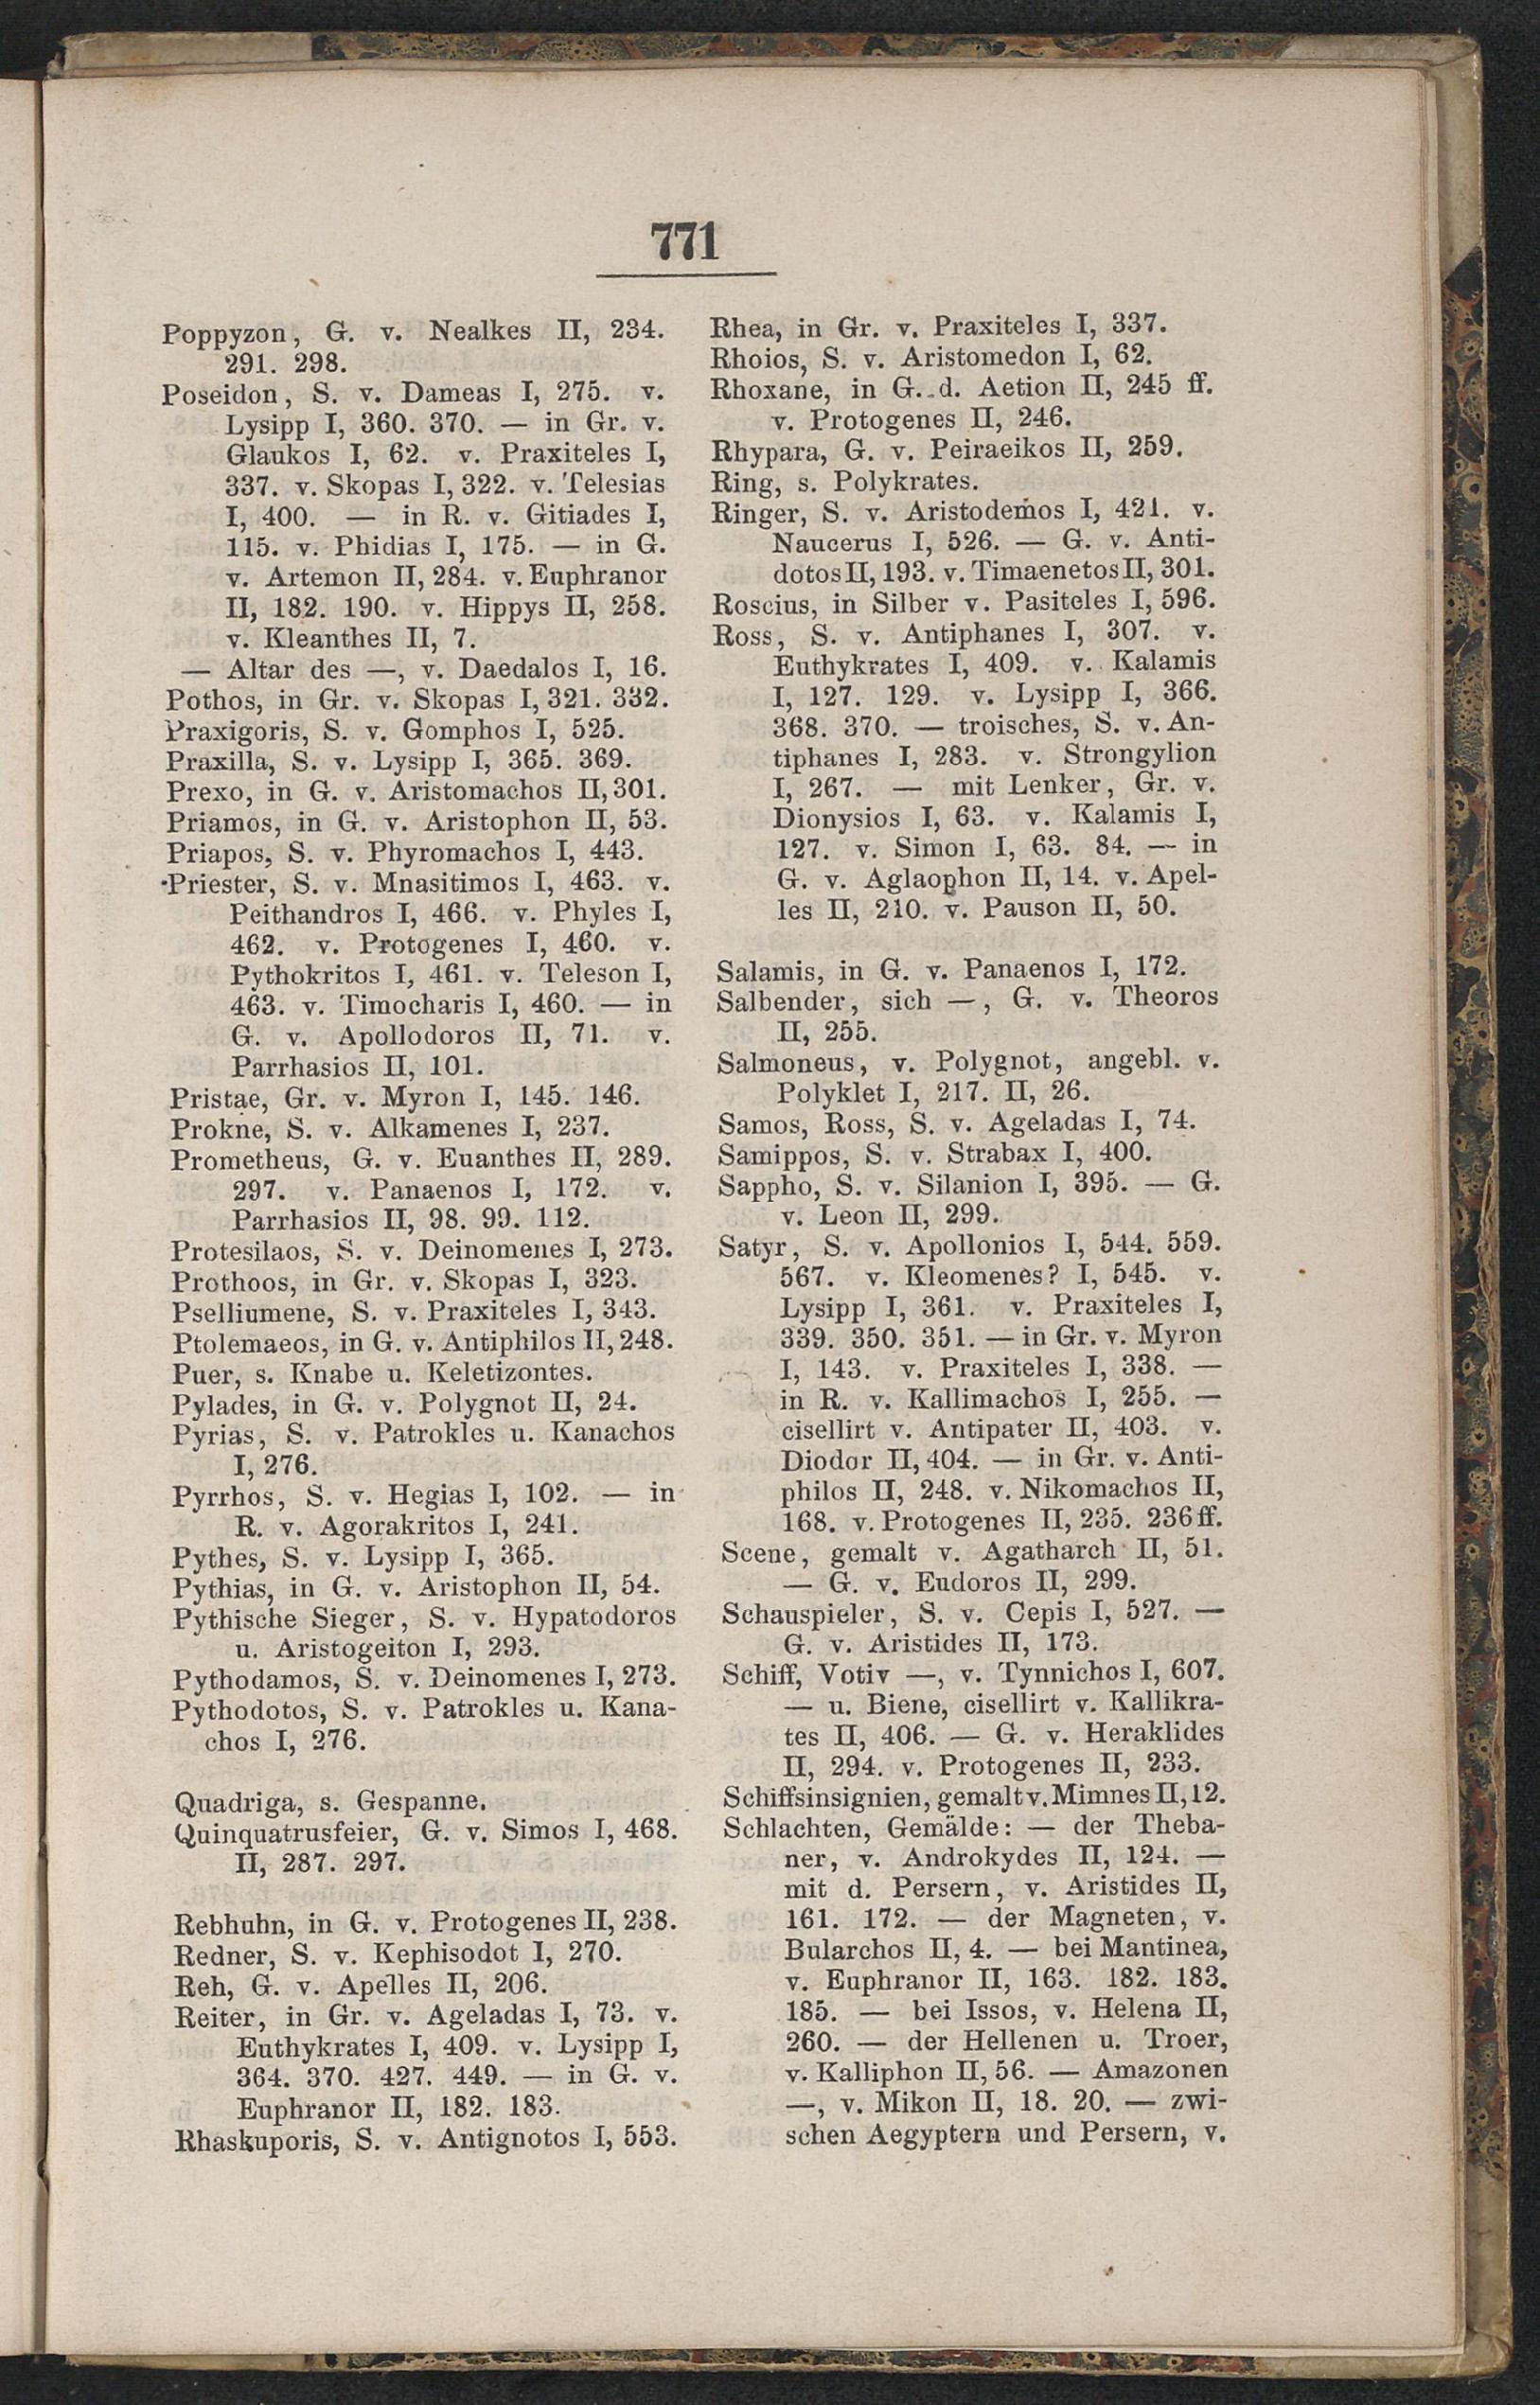 771
Poppyzon, G. v. Nealkes II, 234.
291. 298.
Poseidon, S. v. Dameas I, 275. v.
Lysipp I, 360. 370. — in Gr. v.
Glaukos I, 62. v. Praxiteles I,
337. v. Skopas I, 322. v. Telesias
I, 400. — in R. v. Gitiades I,
115. v. Phidias I, 175. — in G.
v. Artemon II, 284. v. Euphranor
II, 182. 190. v. Hippys II, 258.
v. Kleanthes II, 7.
— Altar des —, v. Daedalos I, 16.
Pothos, in Gr. v. Skopas I, 321. 332.
Praxigoris, S. v. Gomphos I, 525.
Praxilla, S. v. Lysipp I, 365. 369.
Prexo, in G. v. Aristomachos II, 301.
Priamos, in G. v. Aristophon II, 53.
Priapos, S. v. Phyromachos I, 443.
Priester, S. v. Mnasitimos I, 463. v.
Peithandros I, 466. v. Phyles I,
462. v. Protogenes I, 460. v.
Pythokritos I, 461. v. Teleson I,
463. v. Timocharis I, 460. — in
G. v. Apollodoros II, 71. v.
Parrhasios II, 101.
Pristae, Gr. v. Myron I, 145. 146.
Prokne, S. v. Alkamenes I, 237.
Prometheus, G. v. Euanthes II, 289.
297. v. Panaenos I, 172. v.
Parrhasios II, 98. 99. 112.
Protesilaos, S. v. Deinomenes I, 273.
Prothoos, in Gr. v. Skopas I, 323.
Pselliumene, S. v. Praxiteles I, 343.
Ptolemaeos, in G. v. Antiphilos II, 248.
Puer, s. Knabe u. Keletizontes.
Pylades, in G. v. Polygnot II, 24.
Pyrias, S. v. Patrokles u. Kanachos
I, 276.
Pyrrhos, S. v. Hegias I, 102. — in
R. v. Agorakritos I, 241.
Pythes, S. v. Lysipp I, 365.
Pythias, in G. v. Aristophon II, 54.
Pythische Sieger, S. v. Hypatodoros
u. Aristogeiton I, 293.
Pythodamos, S. v. Deinomenes I, 273.
Pythodotos, S. v. Patrokles u. Kana-
chos I, 276.
Quadriga, s. Gespanne.
Quinquatrusfeier, G. v. Simos I, 468.
II, 287. 297.
Rebhuhn, in G. v. Protogenes II, 238.
Redner, S. v. Kephisodot I, 270.
Reh, G. v. Apelles II, 206.
Reiter, in Gr. v. Ageladas I, 73. v.
Euthykrates I, 409. v. Lysipp I,
364. 370. 427. 449. — in G. v.
Euphranor II, 182. 183.
Rhaskuporis, S. v. Antignotos I, 553.
Rhea, in Gr. v. Praxiteles I, 337.
Rhoios, S. v. Aristomedon I, 62.
Rhoxane, in G. d. Aetion II, 245 ff.
v. Protogenes II, 246.
Rhypara, G. v. Peiraeikos II, 259.
Ring, s. Polykrates.
Ringer, S. v. Aristodemos I, 421. v.
Naucerus I, 526. — G. v. Anti-
dotos II, 193. v. Timaenetos II, 301.
Roscius, in Silber v. Pasiteles I, 596.
Ross, S. v. Antiphanes I, 307. v.
Euthykrates I, 409. v. Kalamis
I, 127. 129. v. Lysipp I, 366.
368. 370. — troisches, S. v. An-
tiphanes I, 283. v. Strongylion
I, 267. — mit Lenker, Gr. v.
Dionysios I, 63. v. Kalamis I,
127. v. Simon I, 63. 84. — in
G. v. Aglaophon II, 14. v. Apel-
les II, 210. v. Pauson II, 50.
Salamis, in G. v. Panaenos I, 172.
Salbender, sich —, G. v. Theoros
II, 255.
Salmoneus, v. Polygnot, angebl. v.
Polyklet I, 217. II, 26.
Samos, Ross, S. v. Ageladas I, 74.
Samippos, S. v. Strabax I, 400.
Sappho, S. v. Silanion I, 395. — G.
v. Leon II, 299.
Satyr, S. v. Apollonios I, 544. 559.
567. v. Kleomenes? I, 545. v.
Lysipp I, 361. v. Praxiteles I,
339. 350. 351. — in Gr. v. Myron
I, 143. v. Praxiteles I, 338. —
in R. v. Kallimachos I, 255. —
cisellirt v. Antipater II, 403. v.
Diodor II, 404. — in Gr. v. Anti-
philos II, 248. v. Nikomachos II,
168. v. Protogenes II, 235. 236 ff.
Scene, gemalt v. Agatharch II, 51.
— G. v. Eudoros II, 299.
Schauspieler, S. v. Cepis I, 527. —
G. v. Aristides II, 173.
Schiff, Votiv —, v. Tynnichos I, 607.
— u. Biene, cisellirt v. Kallikra-
tes II, 406. — G. v. Heraklides
II, 294. v. Protogenes II, 233.
Schiffsinsignien, gemalt v. Mimnes II, 12.
Schlachten, Gemälde: — der Theba-
ner, v. Androkydes II, 124. —
mit d. Persern, v. Aristides II,
161. 172. — der Magneten, v.
Bularchos II, 4. — bei Mantinea,
v. Euphranor II, 163. 182. 183.
185. — bei Issos, v. Helena II,
260. — der Hellenen u. Troer,
v. Kalliphon II, 56. — Amazonen
—, v. Mikon II, 18. 20. — zwi-
schen Aegyptern und Persern, v.